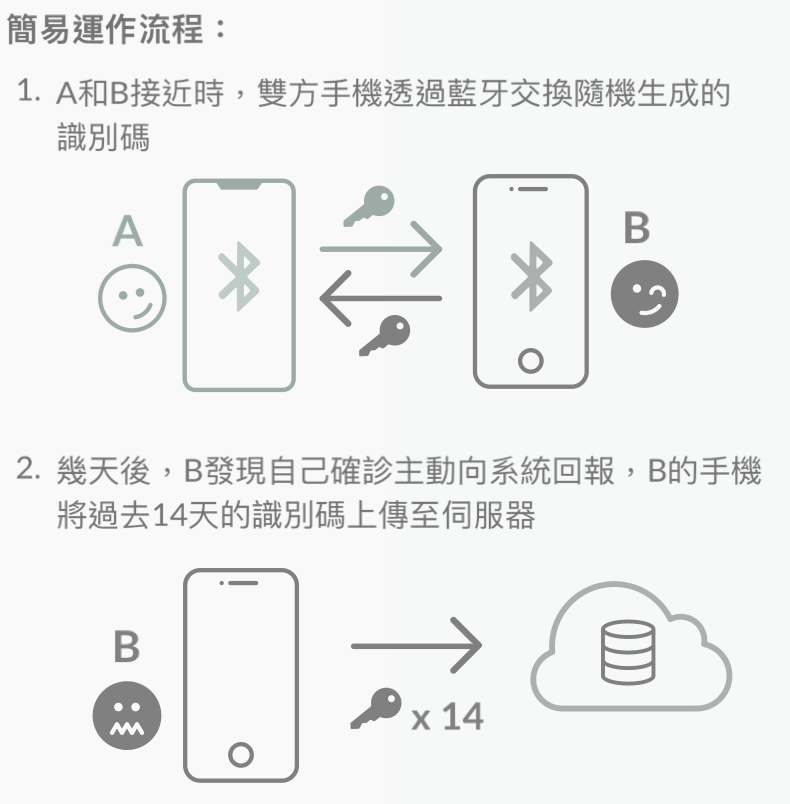 簡易運作流程：
1. A和B接近時，雙方手機透過藍牙交換隨機生成的
識別碼
A
B
2. 幾天後，B發現自己確診主動向系統回報，B的手機
將過去14天的識別碼上傳至伺服器
B
x 14